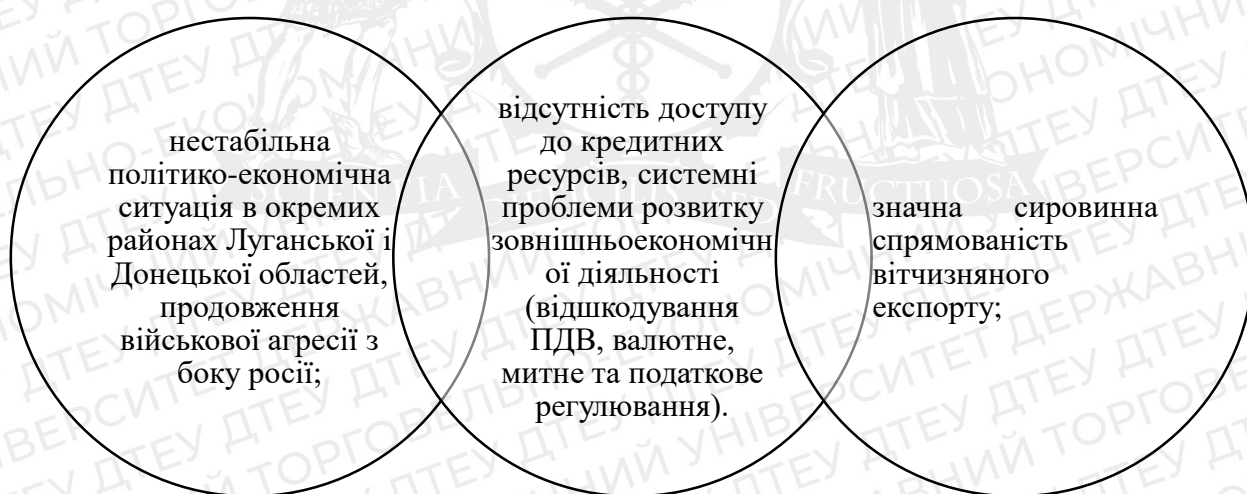 нестабільна
політико-економічна
ситуація в окремих
районах Луганської і
Донецької областей,
продовження
військової агресії з
боку росії;
відсутність доступу
до кредитних
ресурсів, системні
проблеми розвитку
зовнішньоекономічн
ої діяльності
(відшкодування
ПДВ, валютне,
митне та податкове
регулювання).
значна сировинна
спрямованість
вітчизняного
експорту;